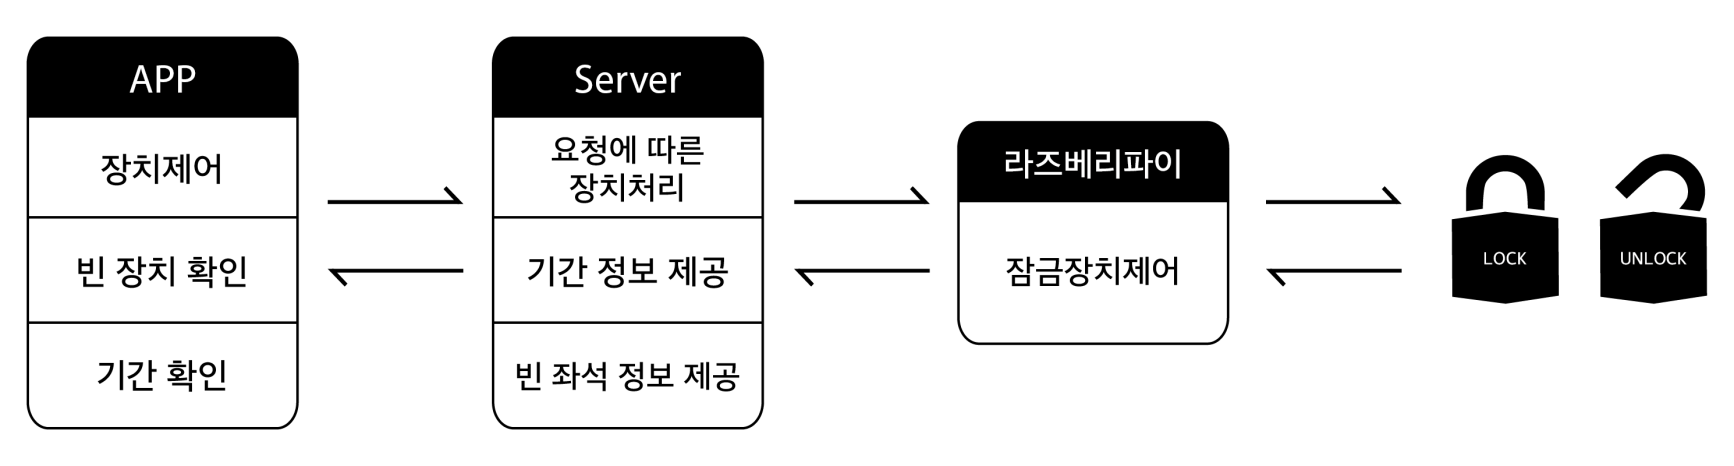 APP
장치제어
빈 장치 확인
기간 확인
Server
요청에 따른
장치처리
기간 정보 제공
빈 좌석 정보 제공
라즈베리파이
잠금장치제어
LOCK
UNLOCK